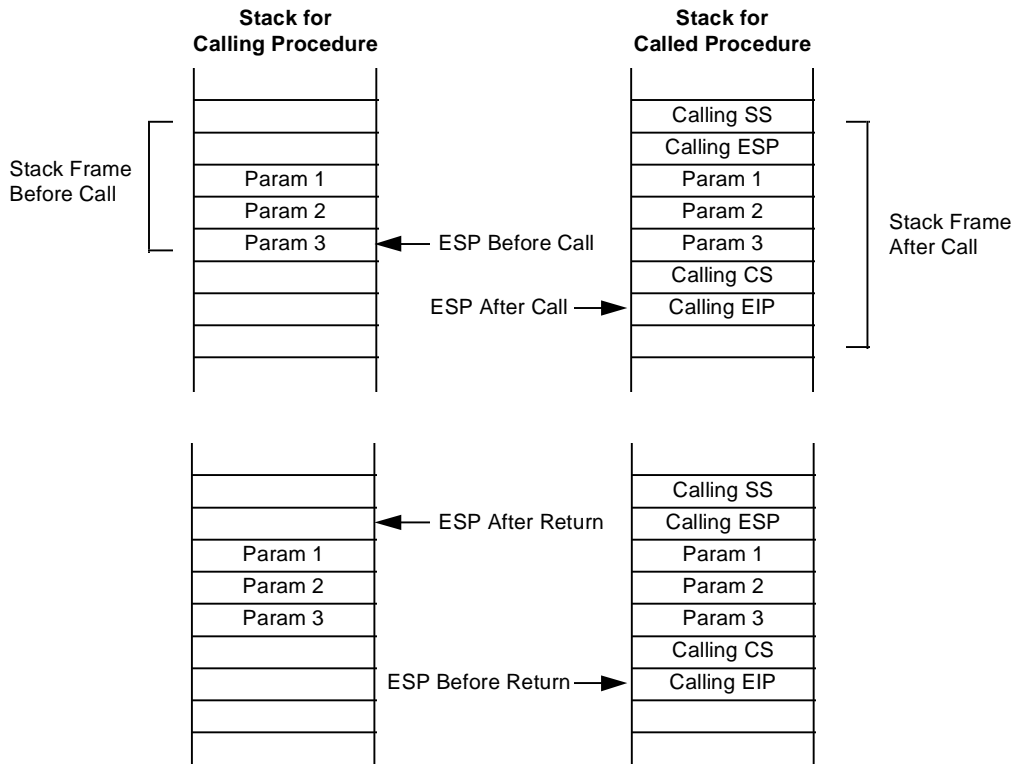 Stack for
Calling Procedure
Stack for
Called Procedure
Stack Frame
Before Call
Param 1
Param 2
Param 3
ESP Before Call
ESP After Call
Calling SS
Calling ESP
Param 1
Param 2
Param 3
Calling CS
Calling EIP
Stack Frame
After Call
Param 1
Param 2
Param 3
ESP After Return
ESP Before Return
Calling SS
Calling ESP
Param 1
Param 2
Param 3
Calling CS
Calling EIP